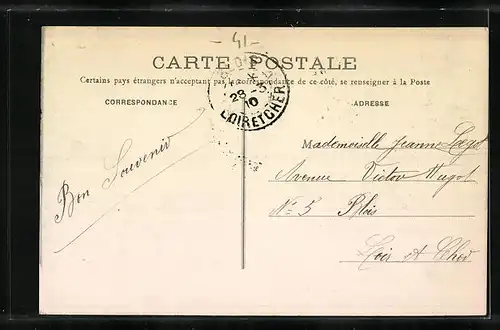 - 41 -
CARTE POSTALE
Certains pays étrangers n'acceptant pas la correspondance de ce côté, se renseigner à la Poste
CORRESPONDANCE
ADRESSE
28 - 5
10
LOIR ET CHER
Bon Souvenir
Mademoiselle Jeanne
Avenue Victor Hugo
N° 5 Blois
Loir et Cher